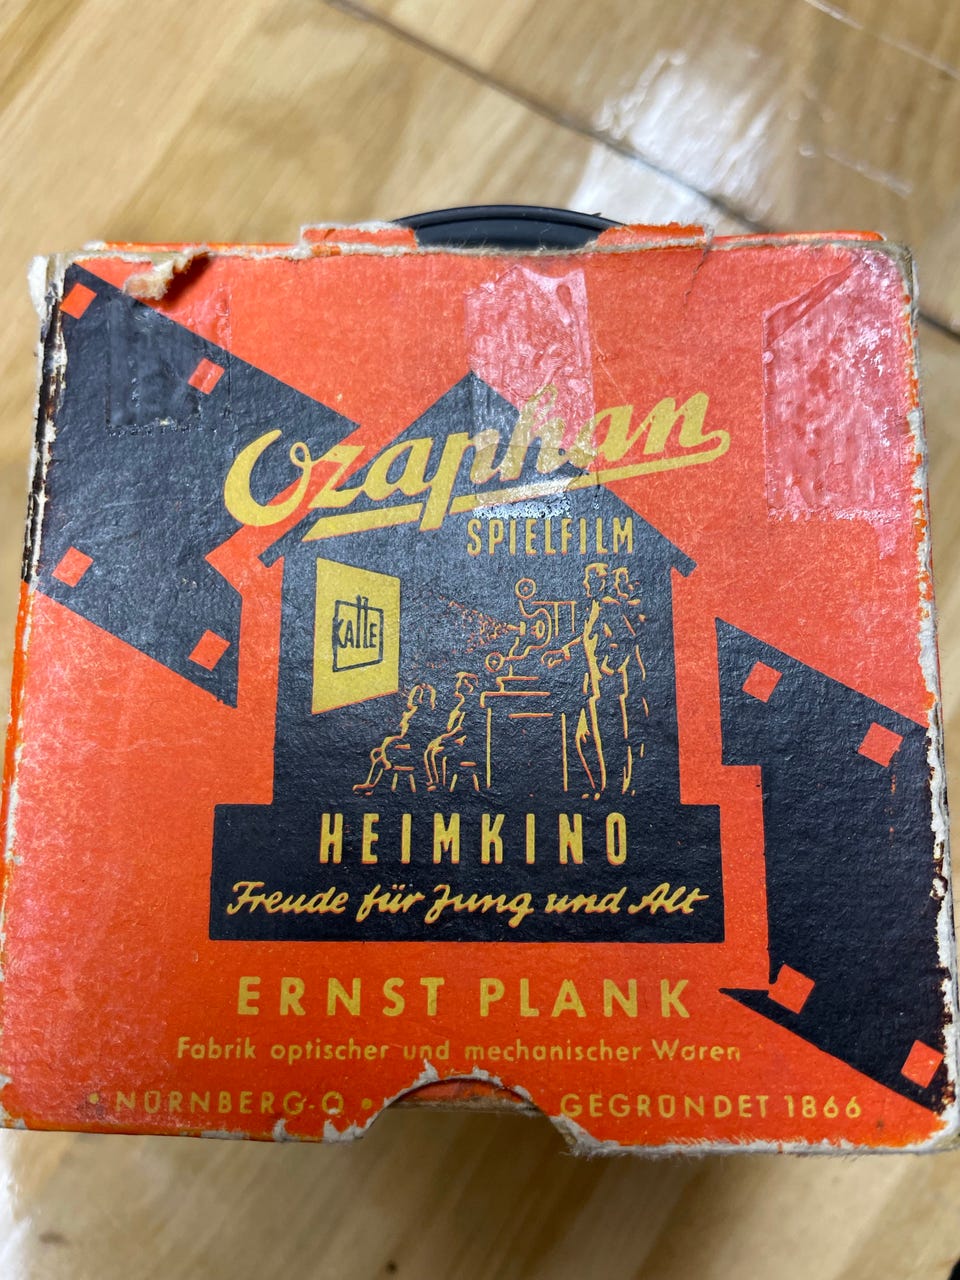 Ozaphan
SPIELFILM
KALLE
HEIMKINO
Freude für Jung und Alt
ERNST PLANK
Fabrik optischer und mechanischer Waren
• NÜRNBERG-O • GEGRÜNDET 1866